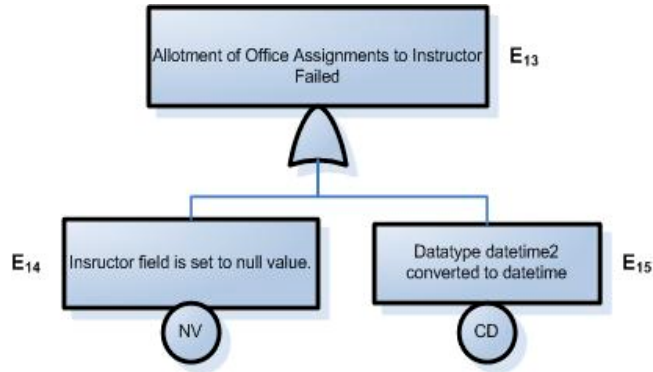 Allotment of Office Assignments to Instructor
Failed
E13
E14
Insructor field is set to null value.
Datatype datetime2
converted to datetime
E15
NV
CD